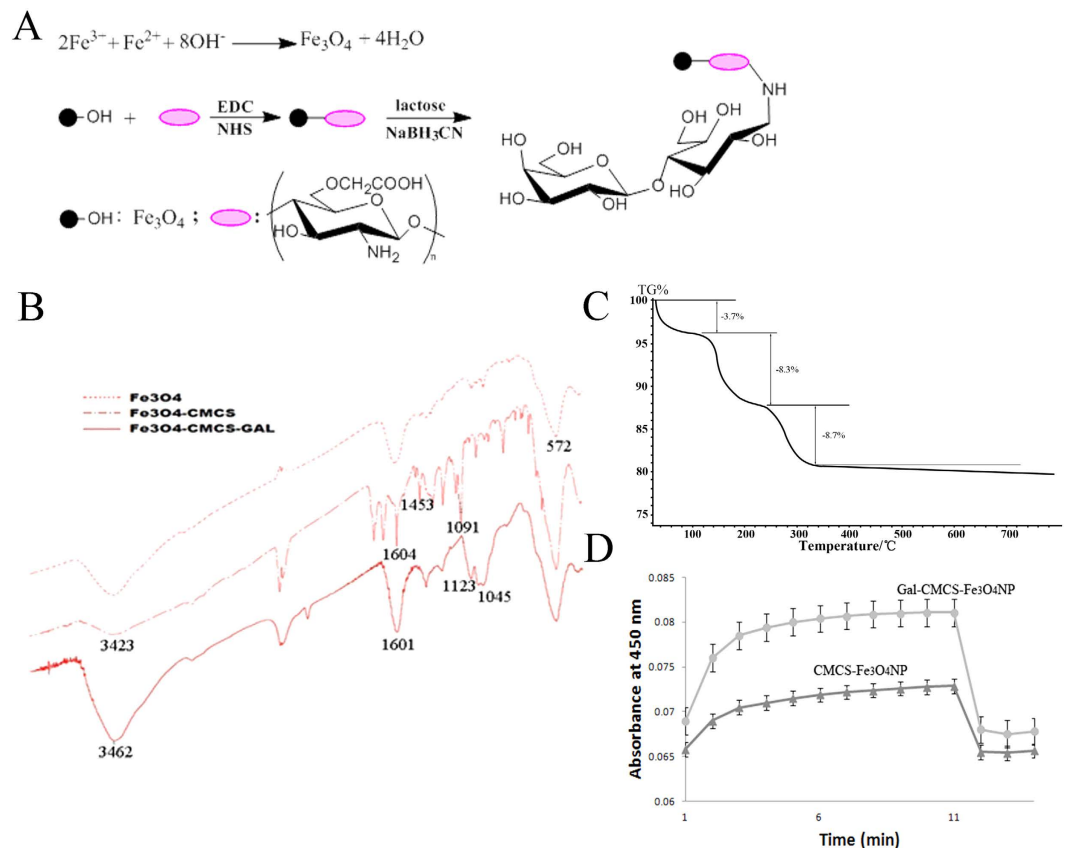 A
2Fe³⁺ + Fe²⁺ + 8OH⁻ → Fe₃O₄ + 4H₂O
OH + EDC NHS lactose NaBH₃CN
NH
OH OH
OH OH
OH
OH
O
O
O
HO
HO
HO
OH
OH: Fe₃O₄ ; :
OCH₂COOH
O
O
HO
NH₂
n
B
Fe3O4
Fe3O4-CMCS
Fe3O4-CMCS-GAL
572
1453
1091
1604
1123
1045
3423
1601
3462
C
TG%
100
95
90
85
80
75
-3.7%
-8.3%
-8.7%
100 200 300 400 500 600 700
Temperature/℃
D
Absorbance at 450 nm
0.085
0.08
0.075
0.07
0.065
0.06
Gal-CMCS-Fe₃O₄NP
CMCS-Fe₃O₄NP
1 6 11
Time (min)